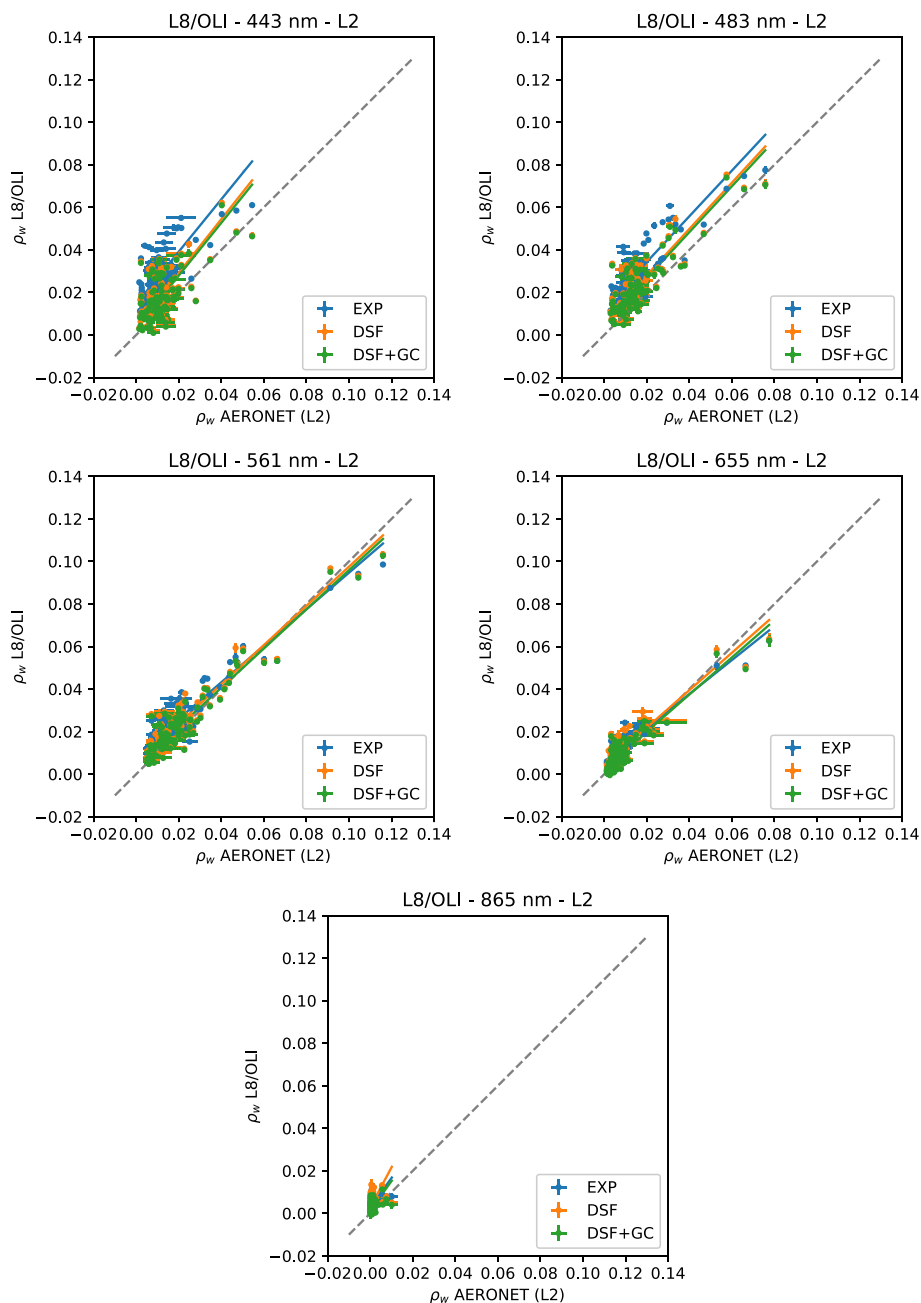 L8/OLI - 443 nm - L2
0.14
0.12
0.10
0.08
0.06
0.04
0.02
0.00
−0.02
ρw L8/OLI
EXP
DSF
DSF+GC
−0.02 0.00 0.02 0.04 0.06 0.08 0.10 0.12 0.14
ρw AERONET (L2)
L8/OLI - 483 nm - L2
0.14
0.12
0.10
0.08
0.06
0.04
0.02
0.00
−0.02
ρw L8/OLI
EXP
DSF
DSF+GC
−0.02 0.00 0.02 0.04 0.06 0.08 0.10 0.12 0.14
ρw AERONET (L2)
L8/OLI - 561 nm - L2
0.14
0.12
0.10
0.08
0.06
0.04
0.02
0.00
−0.02
ρw L8/OLI
EXP
DSF
DSF+GC
−0.02 0.00 0.02 0.04 0.06 0.08 0.10 0.12 0.14
ρw AERONET (L2)
L8/OLI - 655 nm - L2
0.14
0.12
0.10
0.08
0.06
0.04
0.02
0.00
−0.02
ρw L8/OLI
EXP
DSF
DSF+GC
−0.02 0.00 0.02 0.04 0.06 0.08 0.10 0.12 0.14
ρw AERONET (L2)
L8/OLI - 865 nm - L2
0.14
0.12
0.10
0.08
0.06
0.04
0.02
0.00
−0.02
ρw L8/OLI
EXP
DSF
DSF+GC
−0.02 0.00 0.02 0.04 0.06 0.08 0.10 0.12 0.14
ρw AERONET (L2)